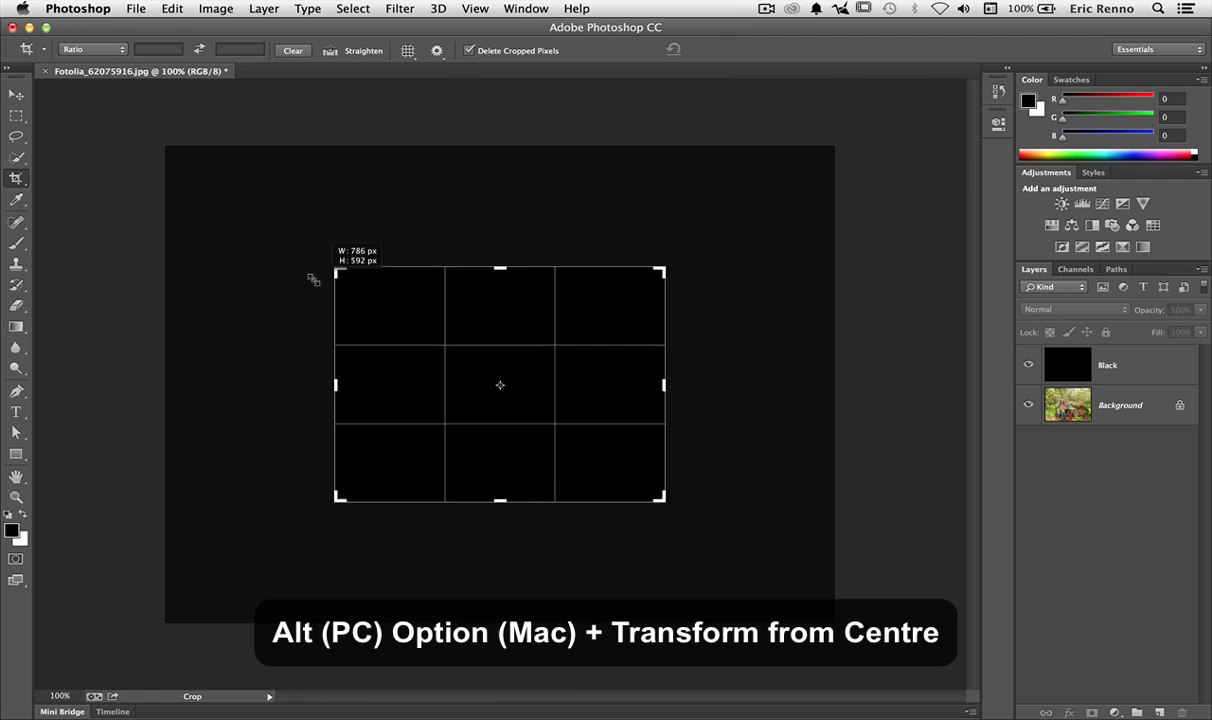 Photoshop File Edit Image Layer Type Select Filter 3D View Window Help 100% Eric Renno
Adobe Photoshop CC
Ratio Clear Straighten Delete Cropped Pixels Essentials
Fotolia_62075916.jpg @ 100% (RGB/8) *
Color Swatches
R 0
G 0
B 0
Adjustments Styles
Add an adjustment
Layers Channels Paths
Kind
Normal Opacity: 100%
Lock: Fill: 100%
Black
Background
W: 786 px
H: 592 px
Alt (PC) Option (Mac) + Transform from Centre
100% Crop
Mini Bridge Timeline